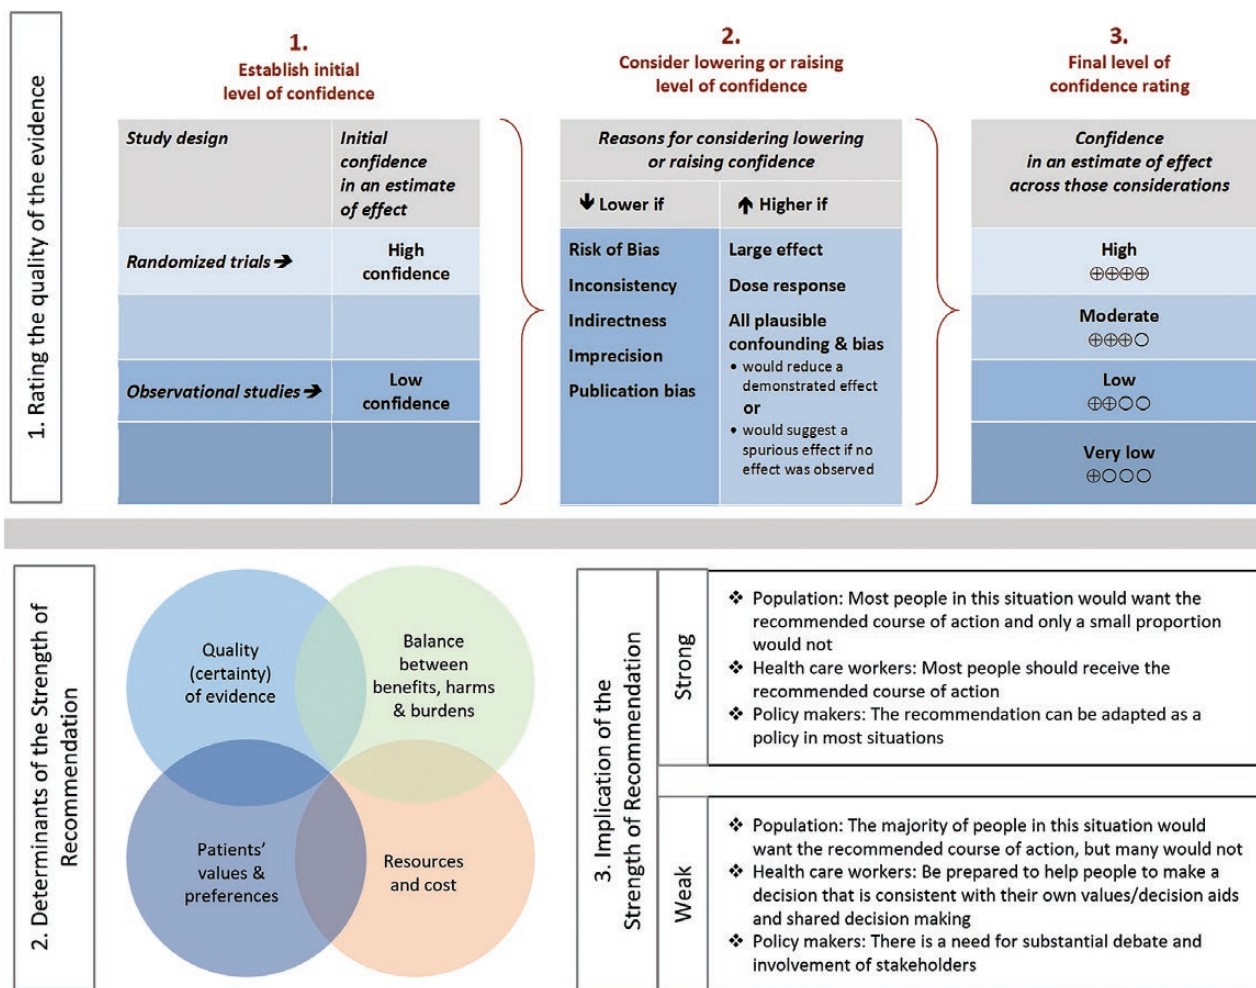 1. Rating the quality of the evidence
1.
Establish initial
level of confidence
Study design
Initial
confidence
in an estimate
of effect
Randomized trials ➔
High
confidence
Observational studies ➔
Low
confidence
2.
Consider lowering or raising
level of confidence
Reasons for considering lowering
or raising confidence
🡇 Lower if
🡅 Higher if
Risk of Bias
Inconsistency
Indirectness
Imprecision
Publication bias
Large effect
Dose response
All plausible
confounding & bias
• would reduce a
demonstrated effect
or
• would suggest a
spurious effect if no
effect was observed
3.
Final level of
confidence rating
Confidence
in an estimate of effect
across those considerations
High
⊕⊕⊕⊕
Moderate
⊕⊕⊕○
Low
⊕⊕○○
Very low
⊕○○○
2. Determinants of the Strength of
Recommendation
Quality
(certainty)
of evidence
Balance
between
benefits, harms
& burdens
Patients'
values &
preferences
Resources
and cost
3. Implication of the
Strength of Recommendation
Strong
❖ Population: Most people in this situation would want the
recommended course of action and only a small proportion
would not
❖ Health care workers: Most people should receive the
recommended course of action
❖ Policy makers: The recommendation can be adapted as a
policy in most situations
Weak
❖ Population: The majority of people in this situation would
want the recommended course of action, but many would not
❖ Health care workers: Be prepared to help people to make a
decision that is consistent with their own values/decision aids
and shared decision making
❖ Policy makers: There is a need for substantial debate and
involvement of stakeholders